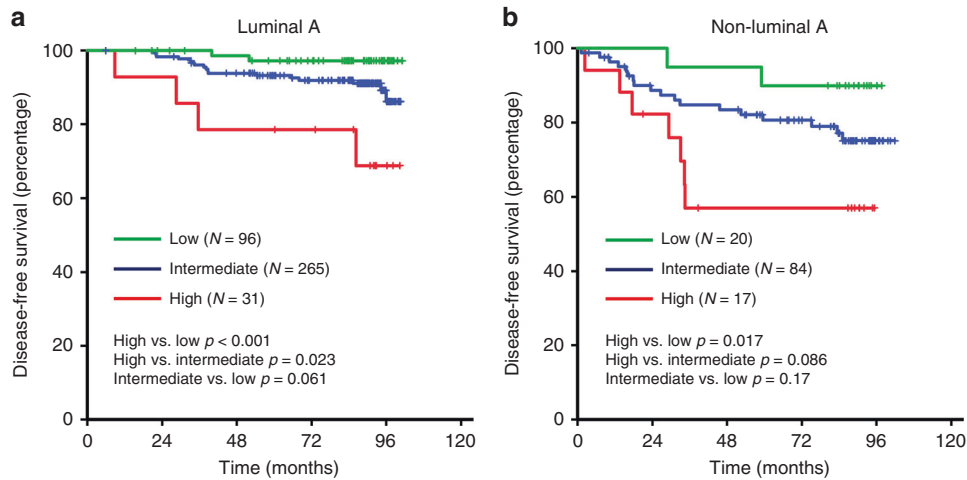 a
Luminal A
Disease-free survival (percentage)
100
80
60
40
20
0
Low (N = 96)
Intermediate (N = 265)
High (N = 31)
High vs. low p < 0.001
High vs. intermediate p = 0.023
Intermediate vs. low p = 0.061
0 24 48 72 96 120
Time (months)
b
Non-luminal A
Disease-free survival (percentage)
100
80
60
40
20
0
Low (N = 20)
Intermediate (N = 84)
High (N = 17)
High vs. low p = 0.017
High vs. intermediate p = 0.086
Intermediate vs. low p = 0.17
0 24 48 72 96 120
Time (months)